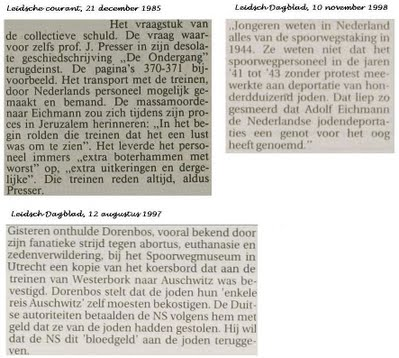 Leidsche courant, 21 december 1985
Het vraagstuk van
de collectieve schuld. De vraag waar-
voor zelfs prof. J. Presser in zijn desola-
te geschiedschrijving „De Ondergang”
terugdeinst. De pagina's 370-371 bij-
voorbeeld. Het transport met de treinen,
door Nederlands personeel mogelijk ge-
maakt en bemand. De massamoorde-
naar Eichmann zou zich tijdens zijn pro-
ces in Jeruzalem herinneren: „In het be-
gin rolden die treinen dat het een lust
was om te zien”. Het leverde het perso-
neel immers „extra boterhammen met
worst” op, „extra uitkeringen en derge-
lijke”. Die treinen reden altijd, aldus
Presser.
Leidsch Dagblad, 10 november 1998
„Jongeren weten in Nederland
alles van de spoorwegstaking in
1944. Ze weten niet dat het
spoorwegpersoneel in de jaren
'41 tot '43 zonder protest mee-
werkte aan deportatie van hon-
derdduizerd joden. Dat liep zo
gesmeerd dat Adolf Eichmann
de Nederlandse jodendeporta-
ties een genot voor het oog
heeft genoemd.”
Leidsch Dagblad, 12 augustus 1997
Gisteren onthulde Dorenbos, vooral bekend door
zijn fanatieke strijd tegen abortus, euthanasie en
zedenverwildering, bij het Spoorwegmuseum in
Utrecht een kopie van het koersbord dat aan de
treinen van Westerbork naar Auschwitz was be-
vestigd. Dorenbos stelt dat de joden hun 'enkele
reis Auschwitz' zelf moesten bekostigen. De Duit-
se autoriteiten betaalden de NS volgens hem met
geld dat ze van de joden hadden gestolen. Hij wil
dat de NS dit 'bloedgeld' aan de joden terugge-
ven.